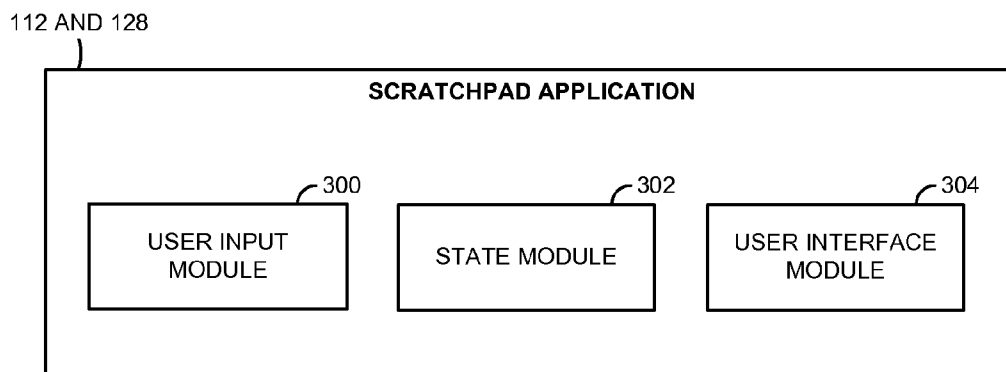 112 AND 128
SCRATCHPAD APPLICATION
300
302
304
USER INPUT
MODULE
STATE MODULE
USER INTERFACE
MODULE